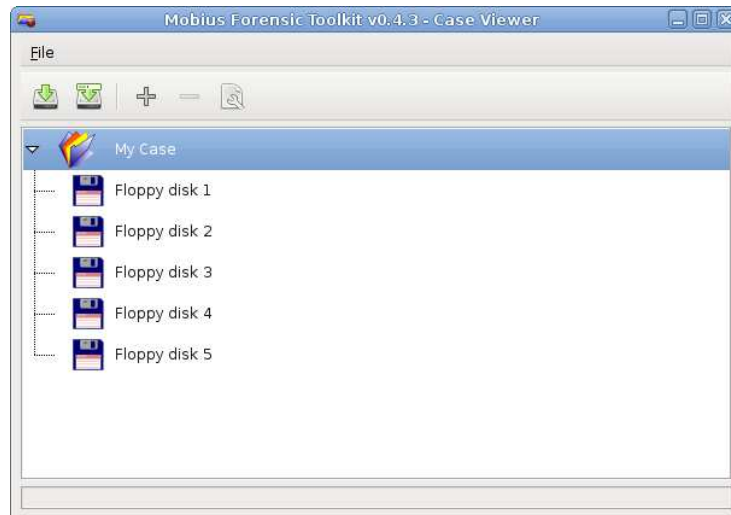 Mobius Forensic Toolkit v0.4.3 - Case Viewer
File
My Case
Floppy disk 1
Floppy disk 2
Floppy disk 3
Floppy disk 4
Floppy disk 5